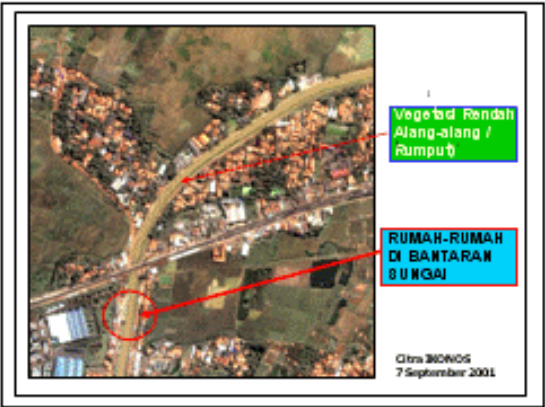 Vegetasi Rendah
Alang-alang /
Rumput)
RUMAH-RUMAH
DI BANTARAN
SUNGAI
Citra IKONOS
7 September 2001